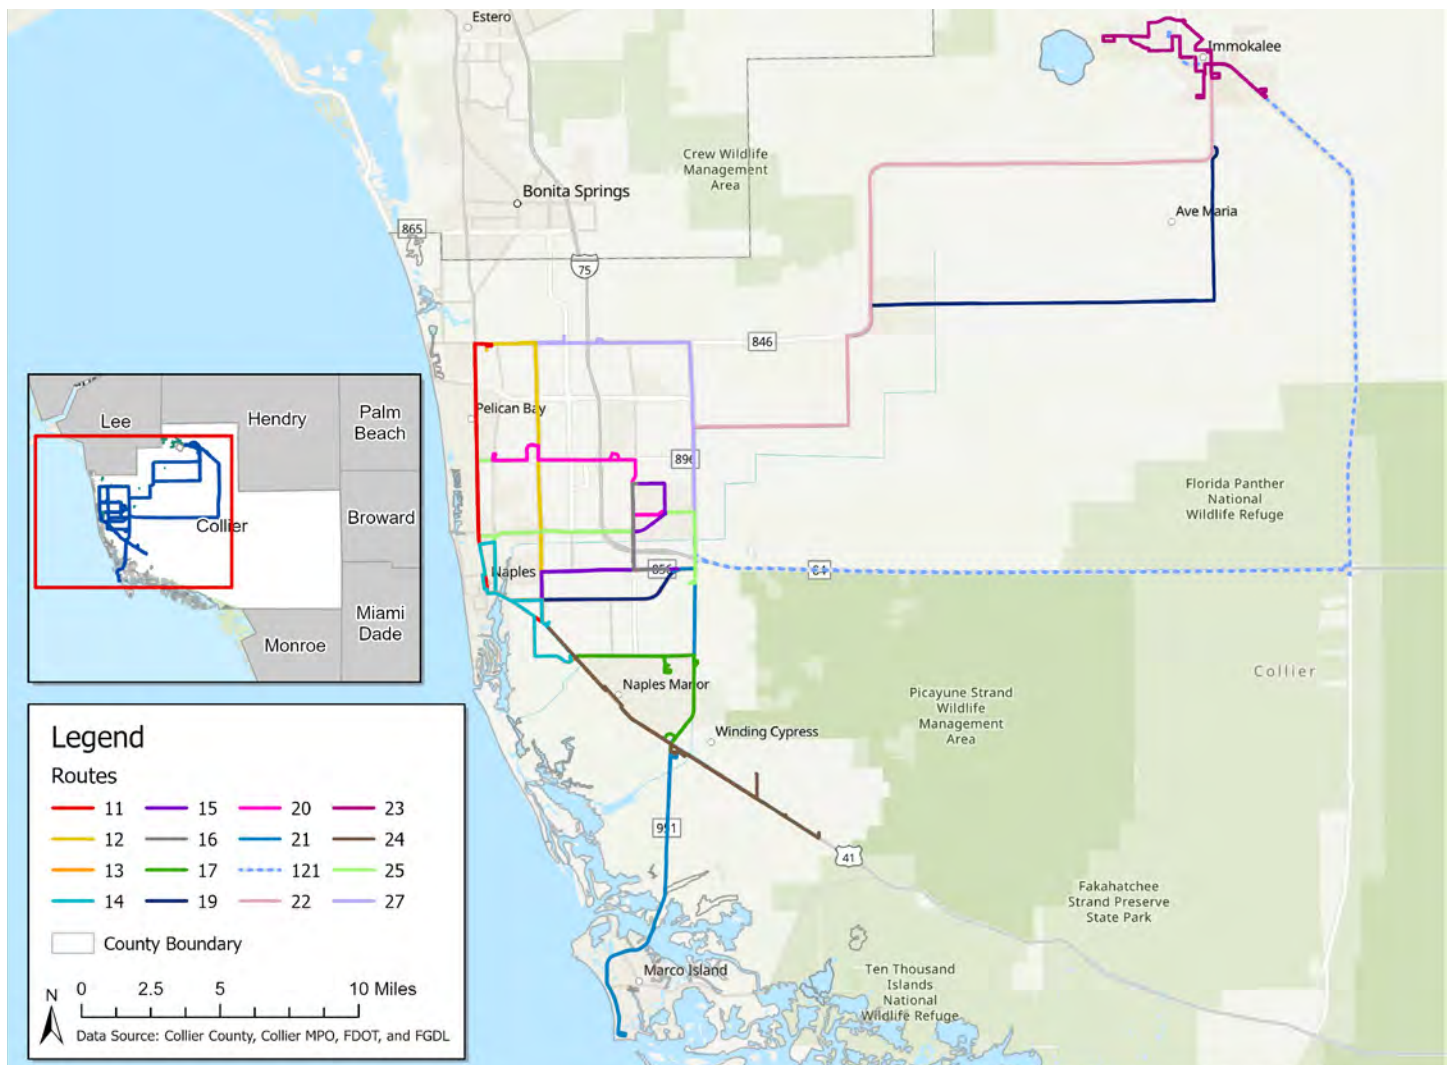 Estero
Immokalee
Crew Wildlife
Management
Area
Bonita Springs
Ave Maria
865
75
846
Pelican Bay
896
Florida Panther
National
Wildlife Refuge
Naples
856
84
Collier
Naples Manor
Picayune Strand
Wildlife
Management
Area
Winding Cypress
951
41
Fakahatchee
Strand Preserve
State Park
Marco Island
Ten Thousand
Islands
National
Wildlife Refuge
Lee
Hendry
Palm
Beach
Collier
Broward
Miami
Dade
Monroe
Legend
Routes
11 15 20 23
12 16 21 24
13 17 121 25
14 19 22 27
County Boundary
N
0 2.5 5 10 Miles
Data Source: Collier County, Collier MPO, FDOT, and FGDL